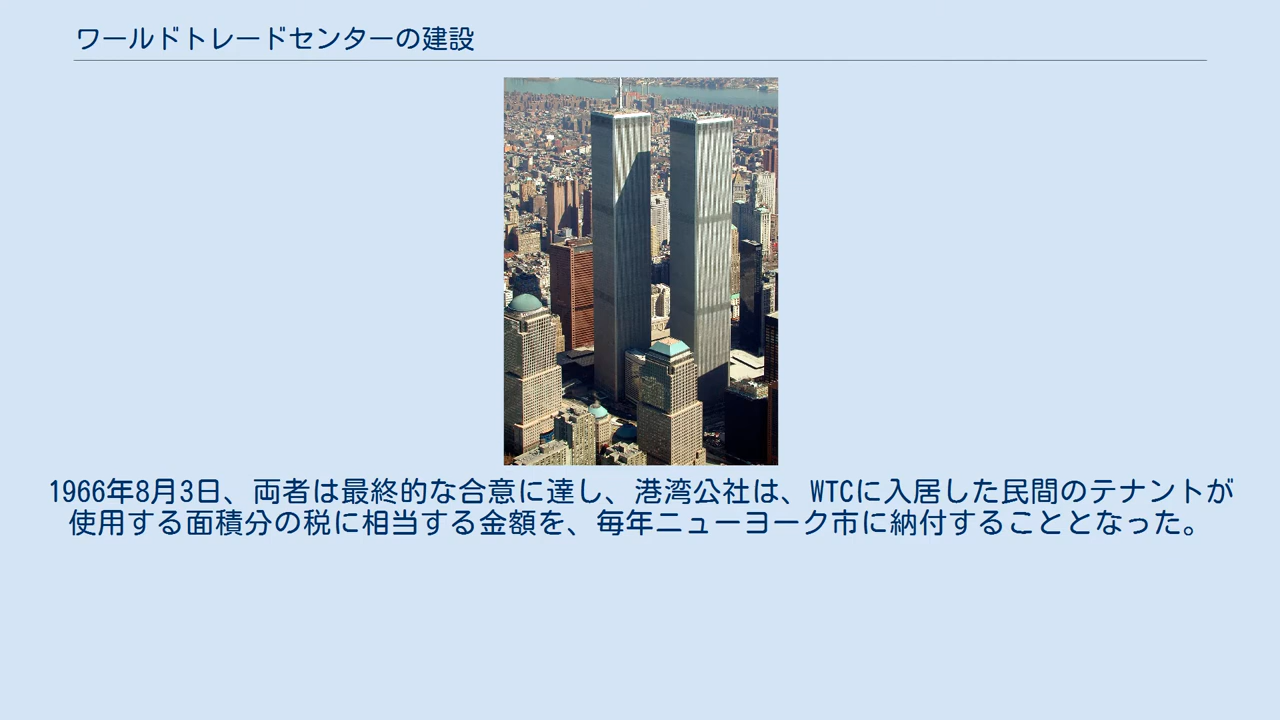 ワールドトレードセンターの建設
1966年8月3日、両者は最終的な合意に達し、港湾公社は、WTCに入居した民間のテナントが
使用する面積分の税に相当する金額を、毎年ニューヨーク市に納付することとなった。